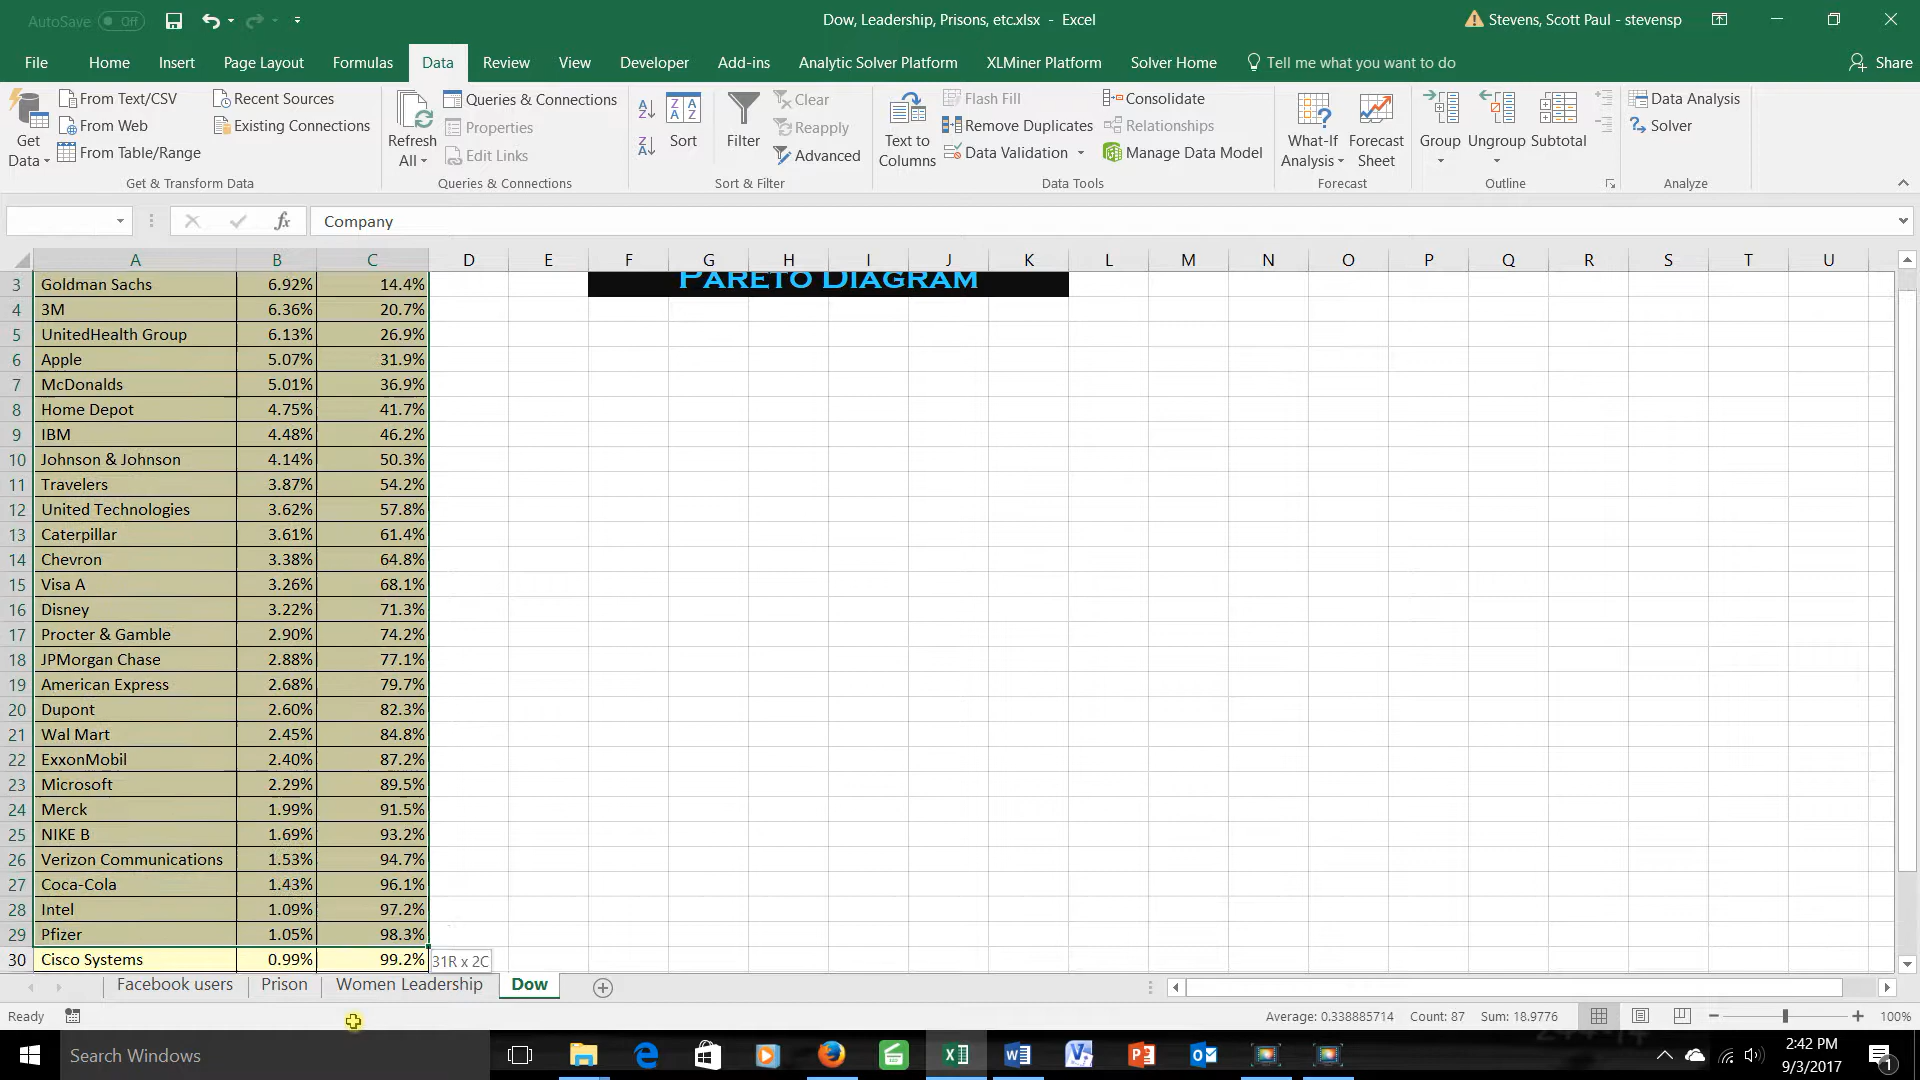 AutoSave Off
Dow, Leadership, Prisons, etc.xlsx - Excel
Stevens, Scott Paul - stevensp
File Home Insert Page Layout Formulas Data Review View Developer Add-ins Analytic Solver Platform XLMiner Platform Solver Home Tell me what you want to do Share
Get Data
From Text/CSV
From Web
From Table/Range
Recent Sources
Existing Connections
Get & Transform Data
Refresh All
Queries & Connections
Properties
Edit Links
Queries & Connections
Sort
Filter
Clear
Reapply
Advanced
Sort & Filter
Text to Columns
Flash Fill
Remove Duplicates
Data Validation
Consolidate
Relationships
Manage Data Model
Data Tools
What-If Analysis
Forecast Sheet
Forecast
Group
Ungroup
Subtotal
Outline
Data Analysis
Solver
Analyze
fx Company
A B C D E F G H I J K L M N O P Q R S T U
Pareto Diagram
3 Goldman Sachs 6.92% 14.4%
4 3M 6.36% 20.7%
5 UnitedHealth Group 6.13% 26.9%
6 Apple 5.07% 31.9%
7 McDonalds 5.01% 36.9%
8 Home Depot 4.75% 41.7%
9 IBM 4.48% 46.2%
10 Johnson & Johnson 4.14% 50.3%
11 Travelers 3.87% 54.2%
12 United Technologies 3.62% 57.8%
13 Caterpillar 3.61% 61.4%
14 Chevron 3.38% 64.8%
15 Visa A 3.26% 68.1%
16 Disney 3.22% 71.3%
17 Procter & Gamble 2.90% 74.2%
18 JPMorgan Chase 2.88% 77.1%
19 American Express 2.68% 79.7%
20 Dupont 2.60% 82.3%
21 Wal Mart 2.45% 84.8%
22 ExxonMobil 2.40% 87.2%
23 Microsoft 2.29% 89.5%
24 Merck 1.99% 91.5%
25 NIKE B 1.69% 93.2%
26 Verizon Communications 1.53% 94.7%
27 Coca-Cola 1.43% 96.1%
28 Intel 1.09% 97.2%
29 Pfizer 1.05% 98.3%
30 Cisco Systems 0.99% 99.2%
31R x 2C
Facebook users Prison Women Leadership Dow
Ready
Average: 0.338885714 Count: 87 Sum: 18.9776
100%
Search Windows
2:42 PM
9/3/2017
1